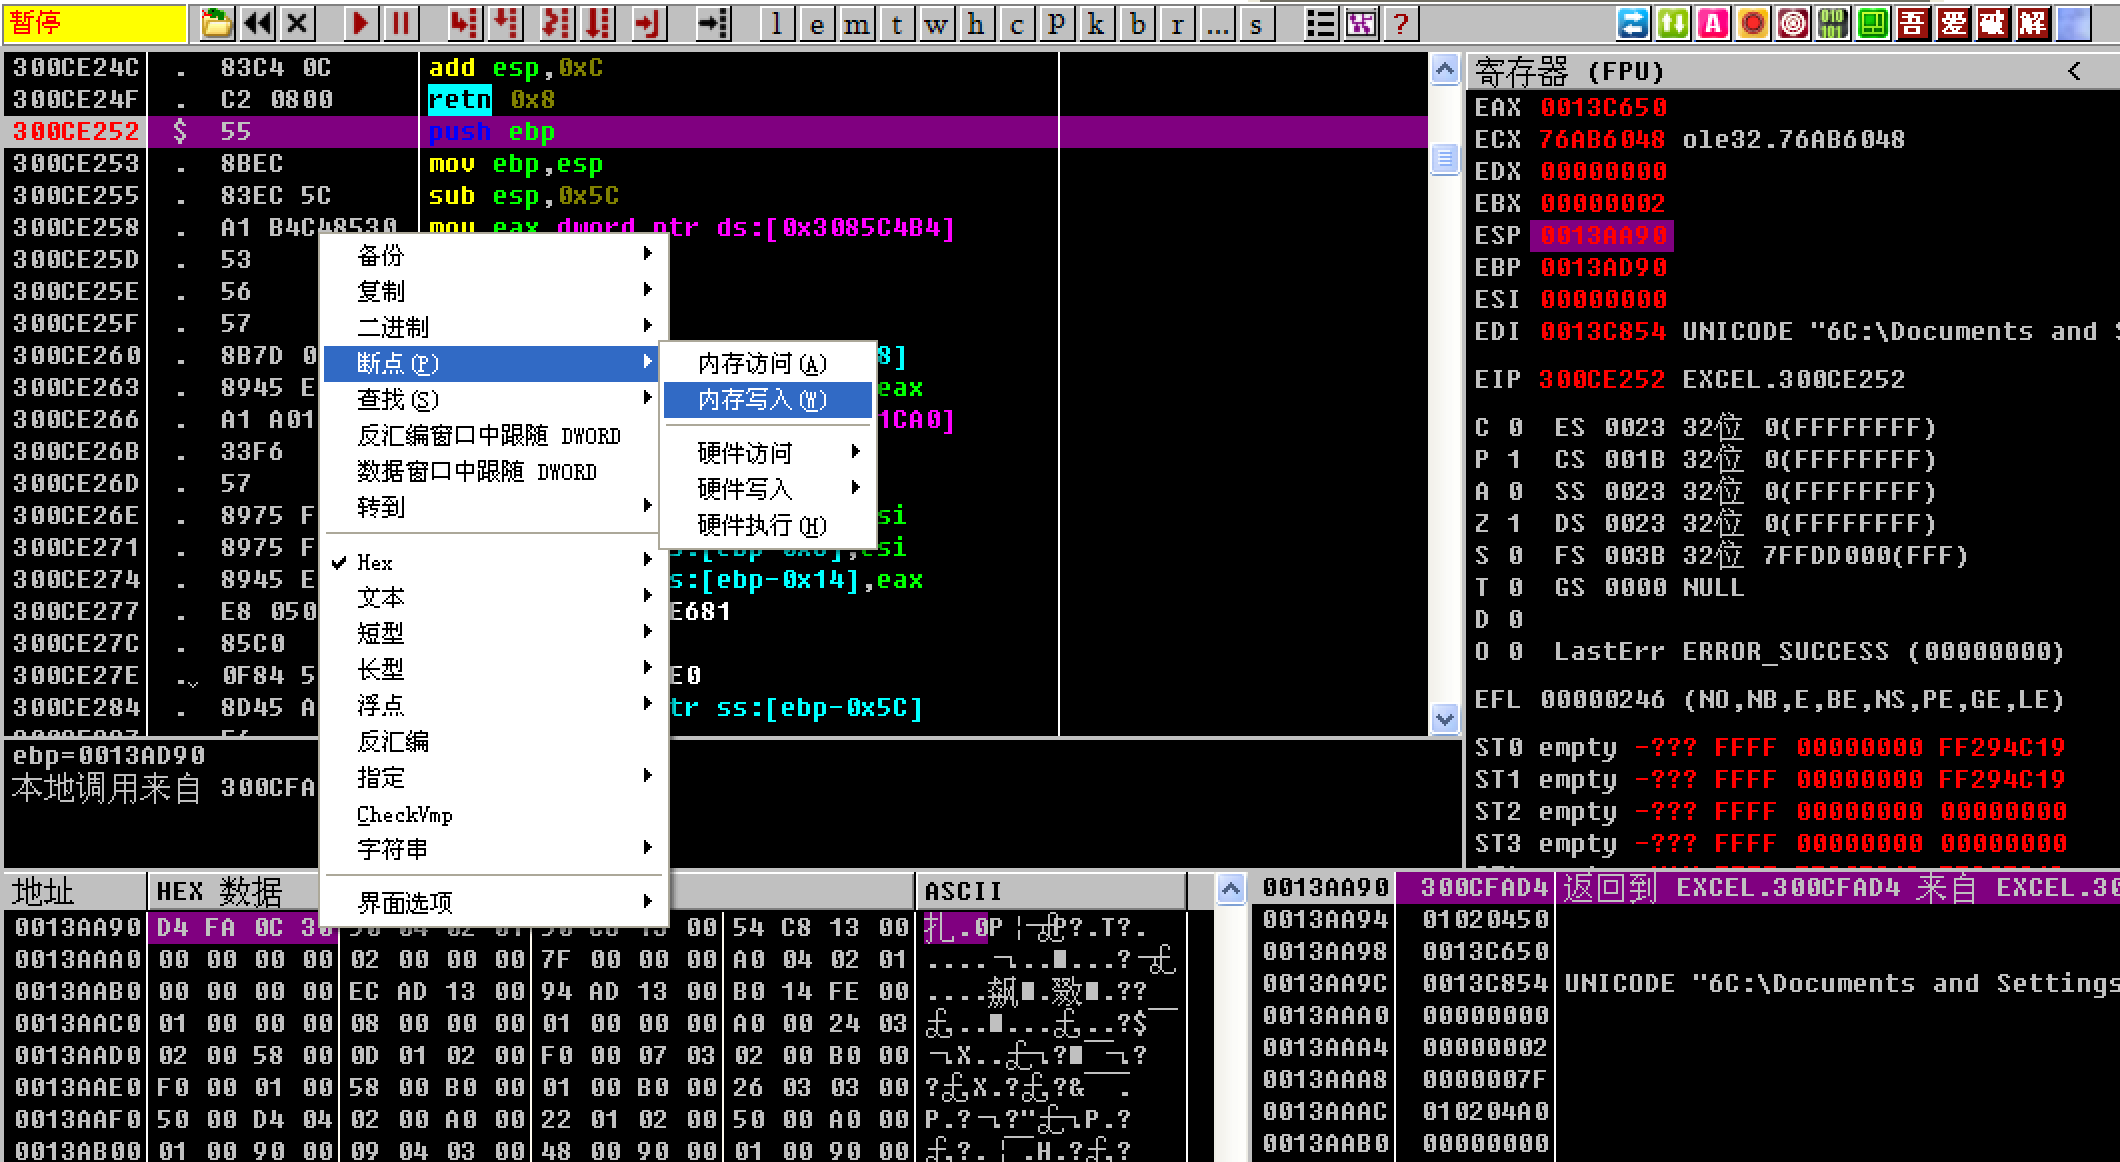 暂停
l e m t w h c P k b r ... s ?
A 010 101 吾 爱 破 解
300CE24C . 83C4 0C add esp,0xC
300CE24F . C2 0800 retn 0x8
300CE252 $ 55 push ebp
300CE253 . 8BEC mov ebp,esp
300CE255 . 83EC 5C sub esp,0x5C
300CE258 . A1 B4C48530 mov eax dword ptr ds:[0x3085C4B4]
300CE25D . 53
300CE25E . 56
300CE25F . 57
300CE260 . 8B7D 0 8]
300CE263 . 8945 E eax
300CE266 . A1 A01 1CA0]
300CE26B . 33F6
300CE26D . 57
300CE26E . 8975 F si
300CE271 . 8975 F s:[ebp-0x8],esi
300CE274 . 8945 E s:[ebp-0x14],eax
300CE277 . E8 050 E681
300CE27C . 85C0
300CE27E . 0F84 5 E0
300CE284 . 8D45 A tr ss:[ebp-0x5C]
备份
复制
二进制
断点(P)
查找(S)
反汇编窗口中跟随 DWORD
数据窗口中跟随 DWORD
转到
Hex
文本
短型
长型
浮点
反汇编
指定
CheckVmp
字符串
界面选项
内存访问(A)
内存写入(W)
硬件访问
硬件写入
硬件执行(H)
ebp=0013AD90
本地调用来自 300CFA
寄存器 (FPU) <
EAX 0013C650
ECX 76AB6048 ole32.76AB6048
EDX 00000000
EBX 00000002
ESP 0013AA90
EBP 0013AD90
ESI 00000000
EDI 0013C854 UNICODE "6C:\Documents and
EIP 300CE252 EXCEL.300CE252
C 0 ES 0023 32位 0(FFFFFFFF)
P 1 CS 001B 32位 0(FFFFFFFF)
A 0 SS 0023 32位 0(FFFFFFFF)
Z 1 DS 0023 32位 0(FFFFFFFF)
S 0 FS 003B 32位 7FFDD000(FFF)
T 0 GS 0000 NULL
D 0
O 0 LastErr ERROR_SUCCESS (00000000)
EFL 00000246 (NO,NB,E,BE,NS,PE,GE,LE)
ST0 empty -??? FFFF 00000000 FF294C19
ST1 empty -??? FFFF 00000000 FF294C19
ST2 empty -??? FFFF 00000000 00000000
ST3 empty -??? FFFF 00000000 00000000
地址 HEX 数据 ASCII
0013AA90 D4 FA 0C 30 00 54 C8 13 00
0013AAA0 00 00 00 00 02 00 00 00 7F 00 00 00 A0 04 02 01
0013AAB0 00 00 00 00 EC AD 13 00 94 AD 13 00 B0 14 FE 00
0013AAC0 01 00 00 00 08 00 00 00 01 00 00 00 A0 00 24 03
0013AAD0 02 00 58 00 0D 01 02 00 F0 00 07 03 02 00 B0 00
0013AAE0 F0 00 01 00 58 00 B0 00 01 00 B0 00 26 03 03 00
0013AAF0 50 00 D4 04 02 00 A0 00 22 01 02 00 50 00 A0 00
0013AB00 01 00 90 00 09 04 03 00 48 00 90 00 01 00 90 00
0013AA90 300CFAD4 返回到 EXCEL.300CFAD4 来自 EXCEL.30
0013AA94 01020450
0013AA98 0013C650
0013AA9C 0013C854 UNICODE "6C:\Documents and Settings
0013AAA0 00000000
0013AAA4 00000002
0013AAA8 0000007F
0013AAAC 010204A0
0013AAB0 00000000